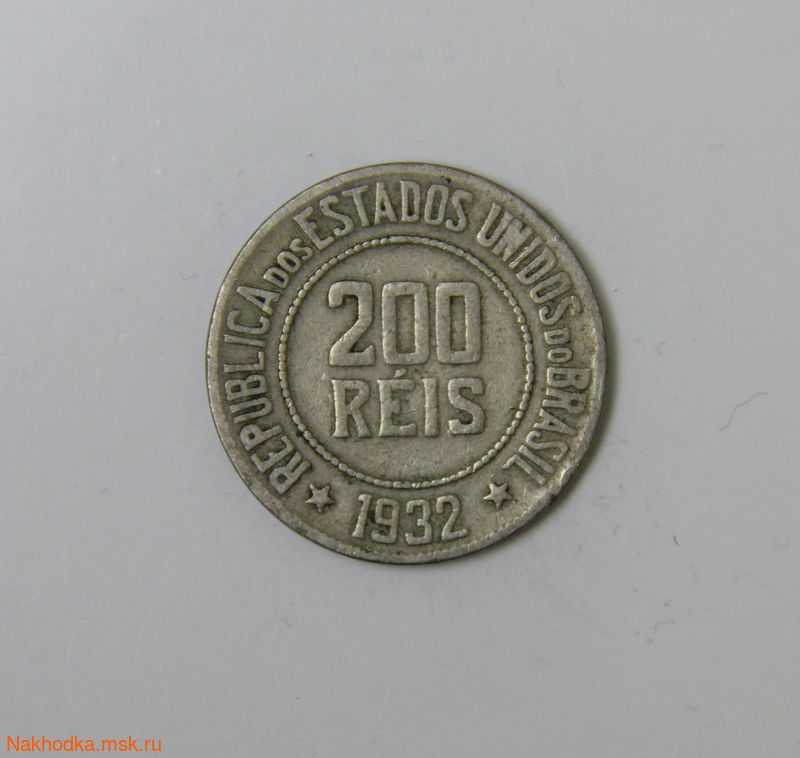 REPUBLICA DOS ESTADOS UNIDOS DO BRASIL
200
RÉIS
★ 1932 ★
Nakhodka.msk.ru